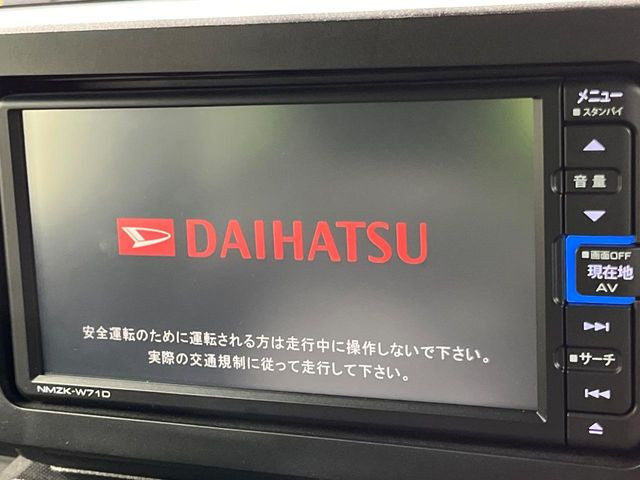 メニュー
スタンバイ
音量
画面OFF
現在地
AV
サーチ
DAIHATSU
安全運転のために運転される方は走行中に操作しないで下さい。
実際の交通規制に従って走行して下さい。
NMZK-W71D